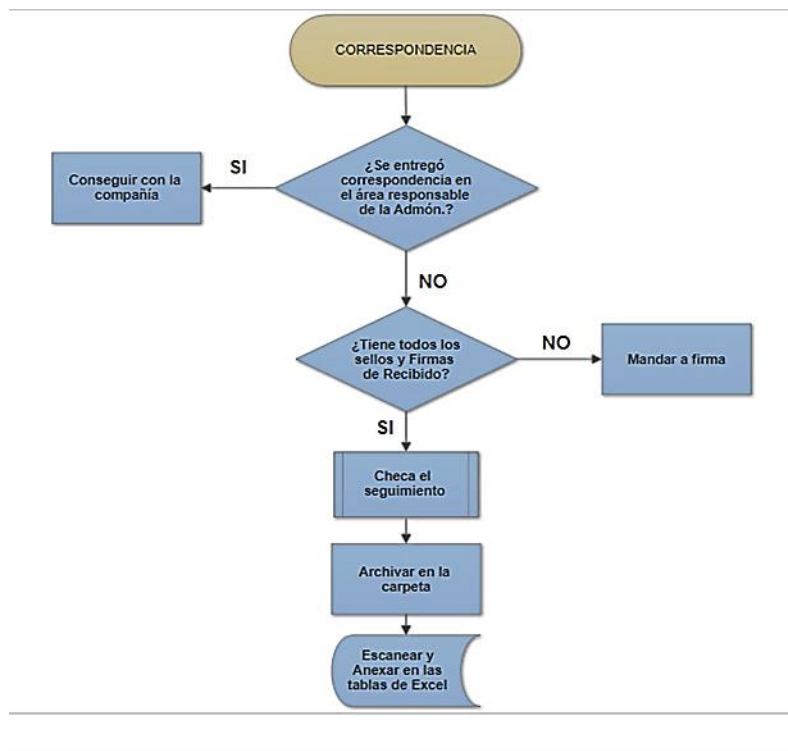 CORRESPONDENCIA
¿Se entregó
correspondencia en
el área responsable
de la Admón.?
SI
Conseguir con la
compañía
NO
¿Tiene todos los
sellos y Firmas
de Recibido?
NO
Mandar a firma
SI
Checa el
seguimiento
Archivar en la
carpeta
Escanear y
Anexar en las
tablas de Excel